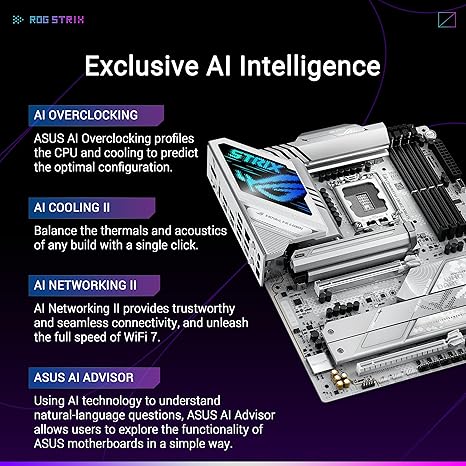 ROG STRIX
Exclusive AI Intelligence
AI OVERCLOCKING
ASUS AI Overclocking profiles
the CPU and cooling to predict
the optimal configuration.
AI COOLING II
Balance the thermals and acoustics
of any build with a single click.
AI NETWORKING II
AI Networking II provides trustworthy
and seamless connectivity, and unleash
the full speed of WiFi 7.
ASUS AI ADVISOR
Using AI technology to understand
natural-language questions, ASUS AI Advisor
allows users to explore the functionality of
ASUS motherboards in a simple way.
STRIX